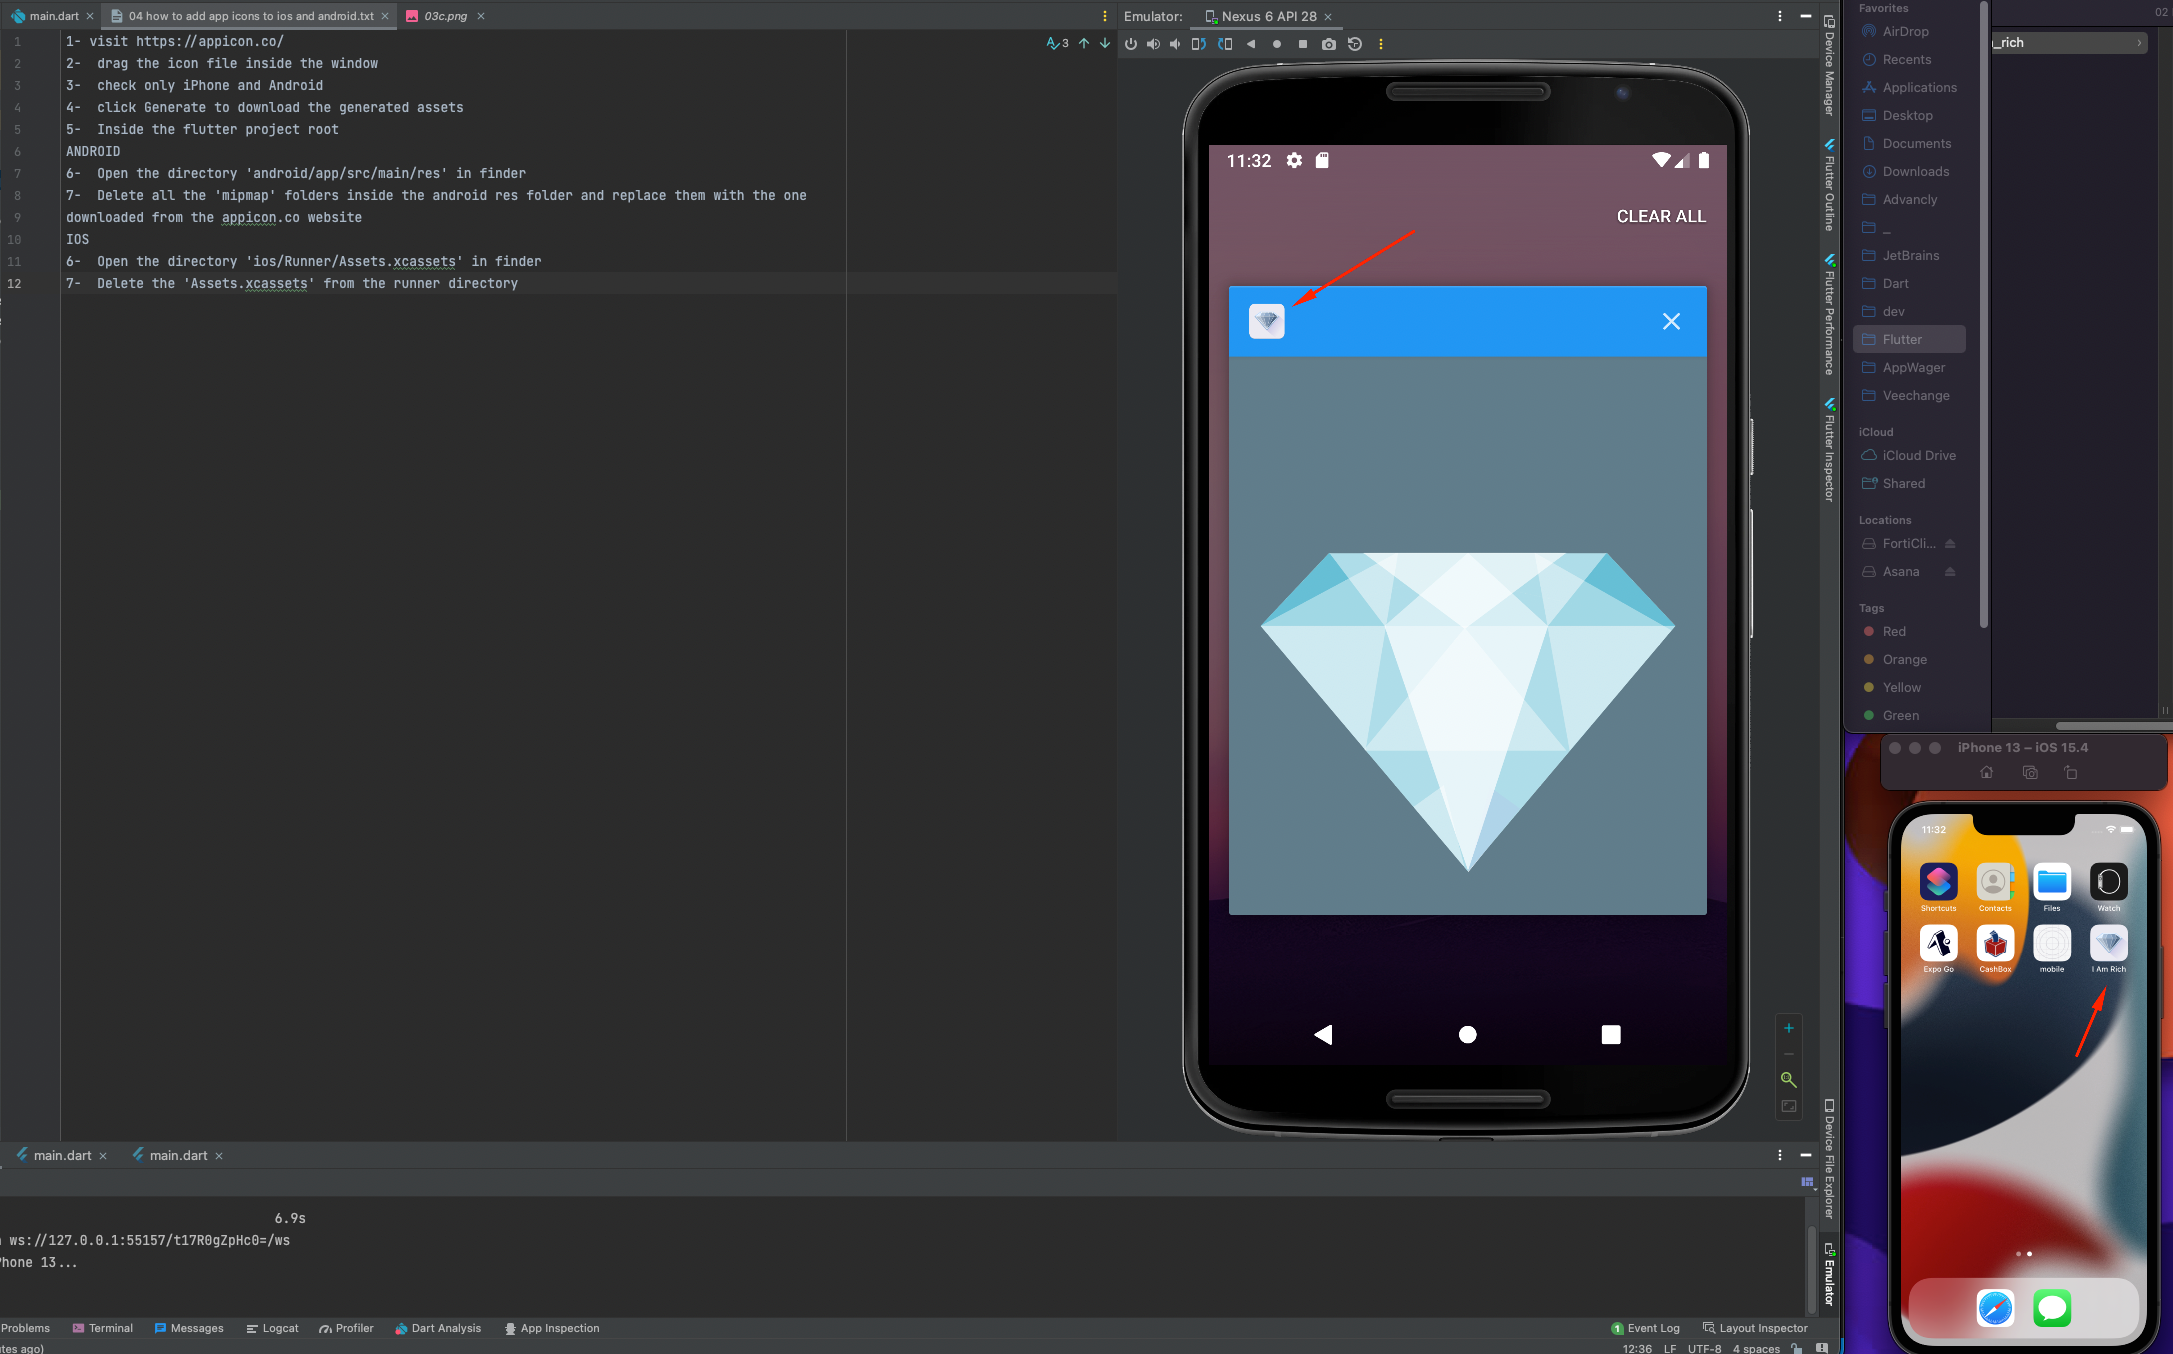 main.dart
04 how to add app icons to ios and android.txt
03c.png
1 1- visit https://appicon.co/
2 2-  drag the icon file inside the window
3 3-  check only iPhone and Android
4 4-  click Generate to download the generated assets
5 5-  Inside the flutter project root
6 ANDROID
7 6-  Open the directory 'android/app/src/main/res' in finder
8 7-  Delete all the 'mipmap' folders inside the android res folder and replace them with the one
9 downloaded from the appicon.co website
10 IOS
11 6-  Open the directory 'ios/Runner/Assets.xcassets' in finder
12 7-  Delete the 'Assets.xcassets' from the runner directory
3
Emulator:
Nexus 6 API 28
11:32
CLEAR ALL
Device Manager
Flutter Outline
Flutter Performance
Flutter Inspector
Device File Explorer
Emulator
Favorites
AirDrop
Recents
Applications
Desktop
Documents
Downloads
Advancly
_
JetBrains
Dart
dev
Flutter
AppWager
Veechange
iCloud
iCloud Drive
Shared
Locations
FortiCli...
Asana
Tags
Red
Orange
Yellow
Green
02
_rich
iPhone 13 – iOS 15.4
11:32
Shortcuts
Contacts
Files
Watch
Expo Go
CashBox
mobile
I Am Rich
main.dart
main.dart
6.9s
ws://127.0.0.1:55157/t17R0gZpHc0=/ws
hone 13...
Problems
Terminal
Messages
Logcat
Profiler
Dart Analysis
App Inspection
1 Event Log
Layout Inspector
tes ago)
12:36
LF
UTF-8
4 spaces